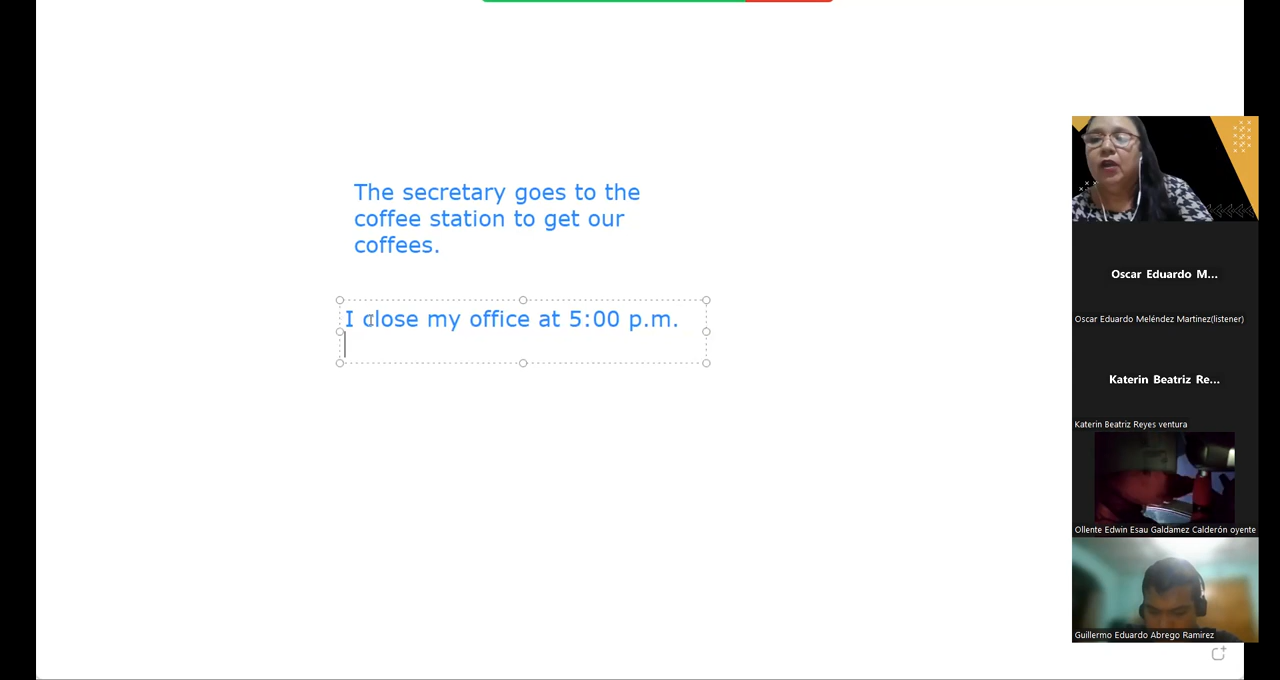 The secretary goes to the
coffee station to get our
coffees.
I close my office at 5:00 p.m.
Oscar Eduardo M...
Oscar Eduardo Meléndez Martinez(listener)
Katerin Beatriz Re...
Katerin Beatriz Reyes ventura
Ollente Edwin Esau Galdamez Calderón oyente
Guillermo Eduardo Abrego Ramirez